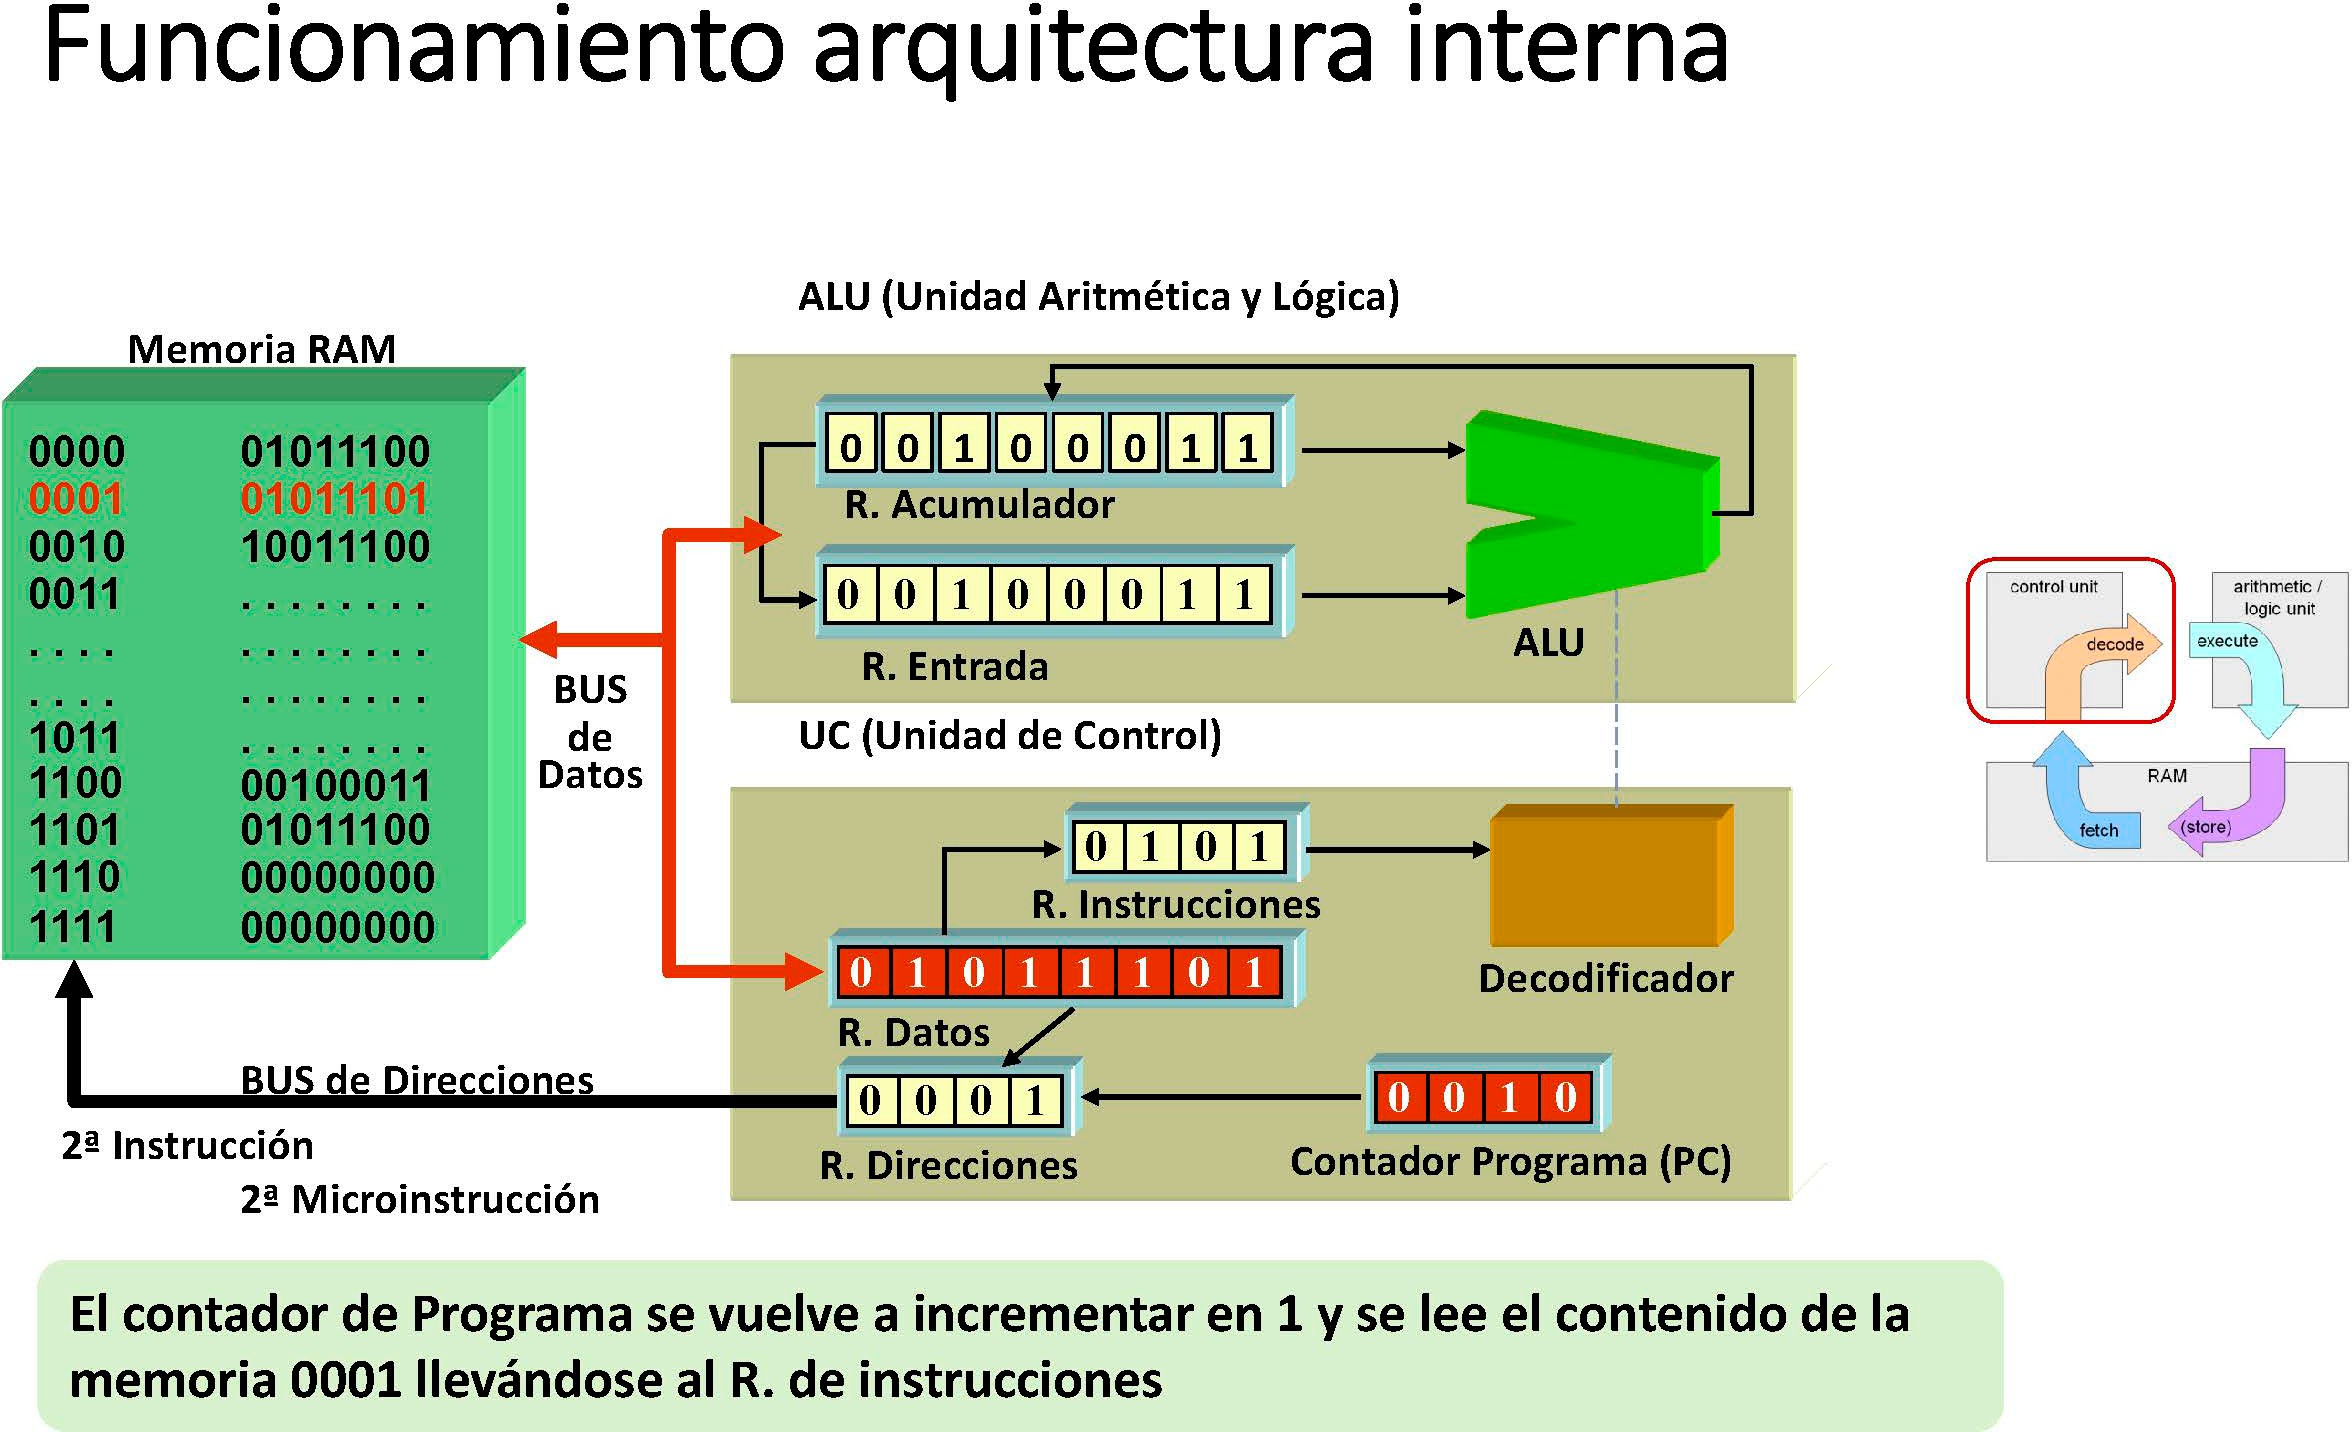 Funcionamiento arquitectura interna
ALU (Unidad Aritmética y Lógica)
Memoria RAM
0000 01011100
0001 01011101
0010 10011100
0011 ........
.... ........
.... ........
1011 ........
1100 00100011
1101 01011100
1110 00000000
1111 00000000
0 0 1 0 0 0 1 1
R. Acumulador
0 0 1 0 0 0 1 1
R. Entrada
ALU
BUS
de
Datos
UC (Unidad de Control)
0 1 0 1
R. Instrucciones
0 1 0 1 1 1 0 1
R. Datos
Decodificador
BUS de Direcciones
0 0 0 1
R. Direcciones
0 0 1 0
Contador Programa (PC)
2ª Instrucción
2ª Microinstrucción
control unit
decode
arithmetic /
logic unit
execute
RAM
fetch
(store)
El contador de Programa se vuelve a incrementar en 1 y se lee el contenido de la
memoria 0001 llevándose al R. de instrucciones